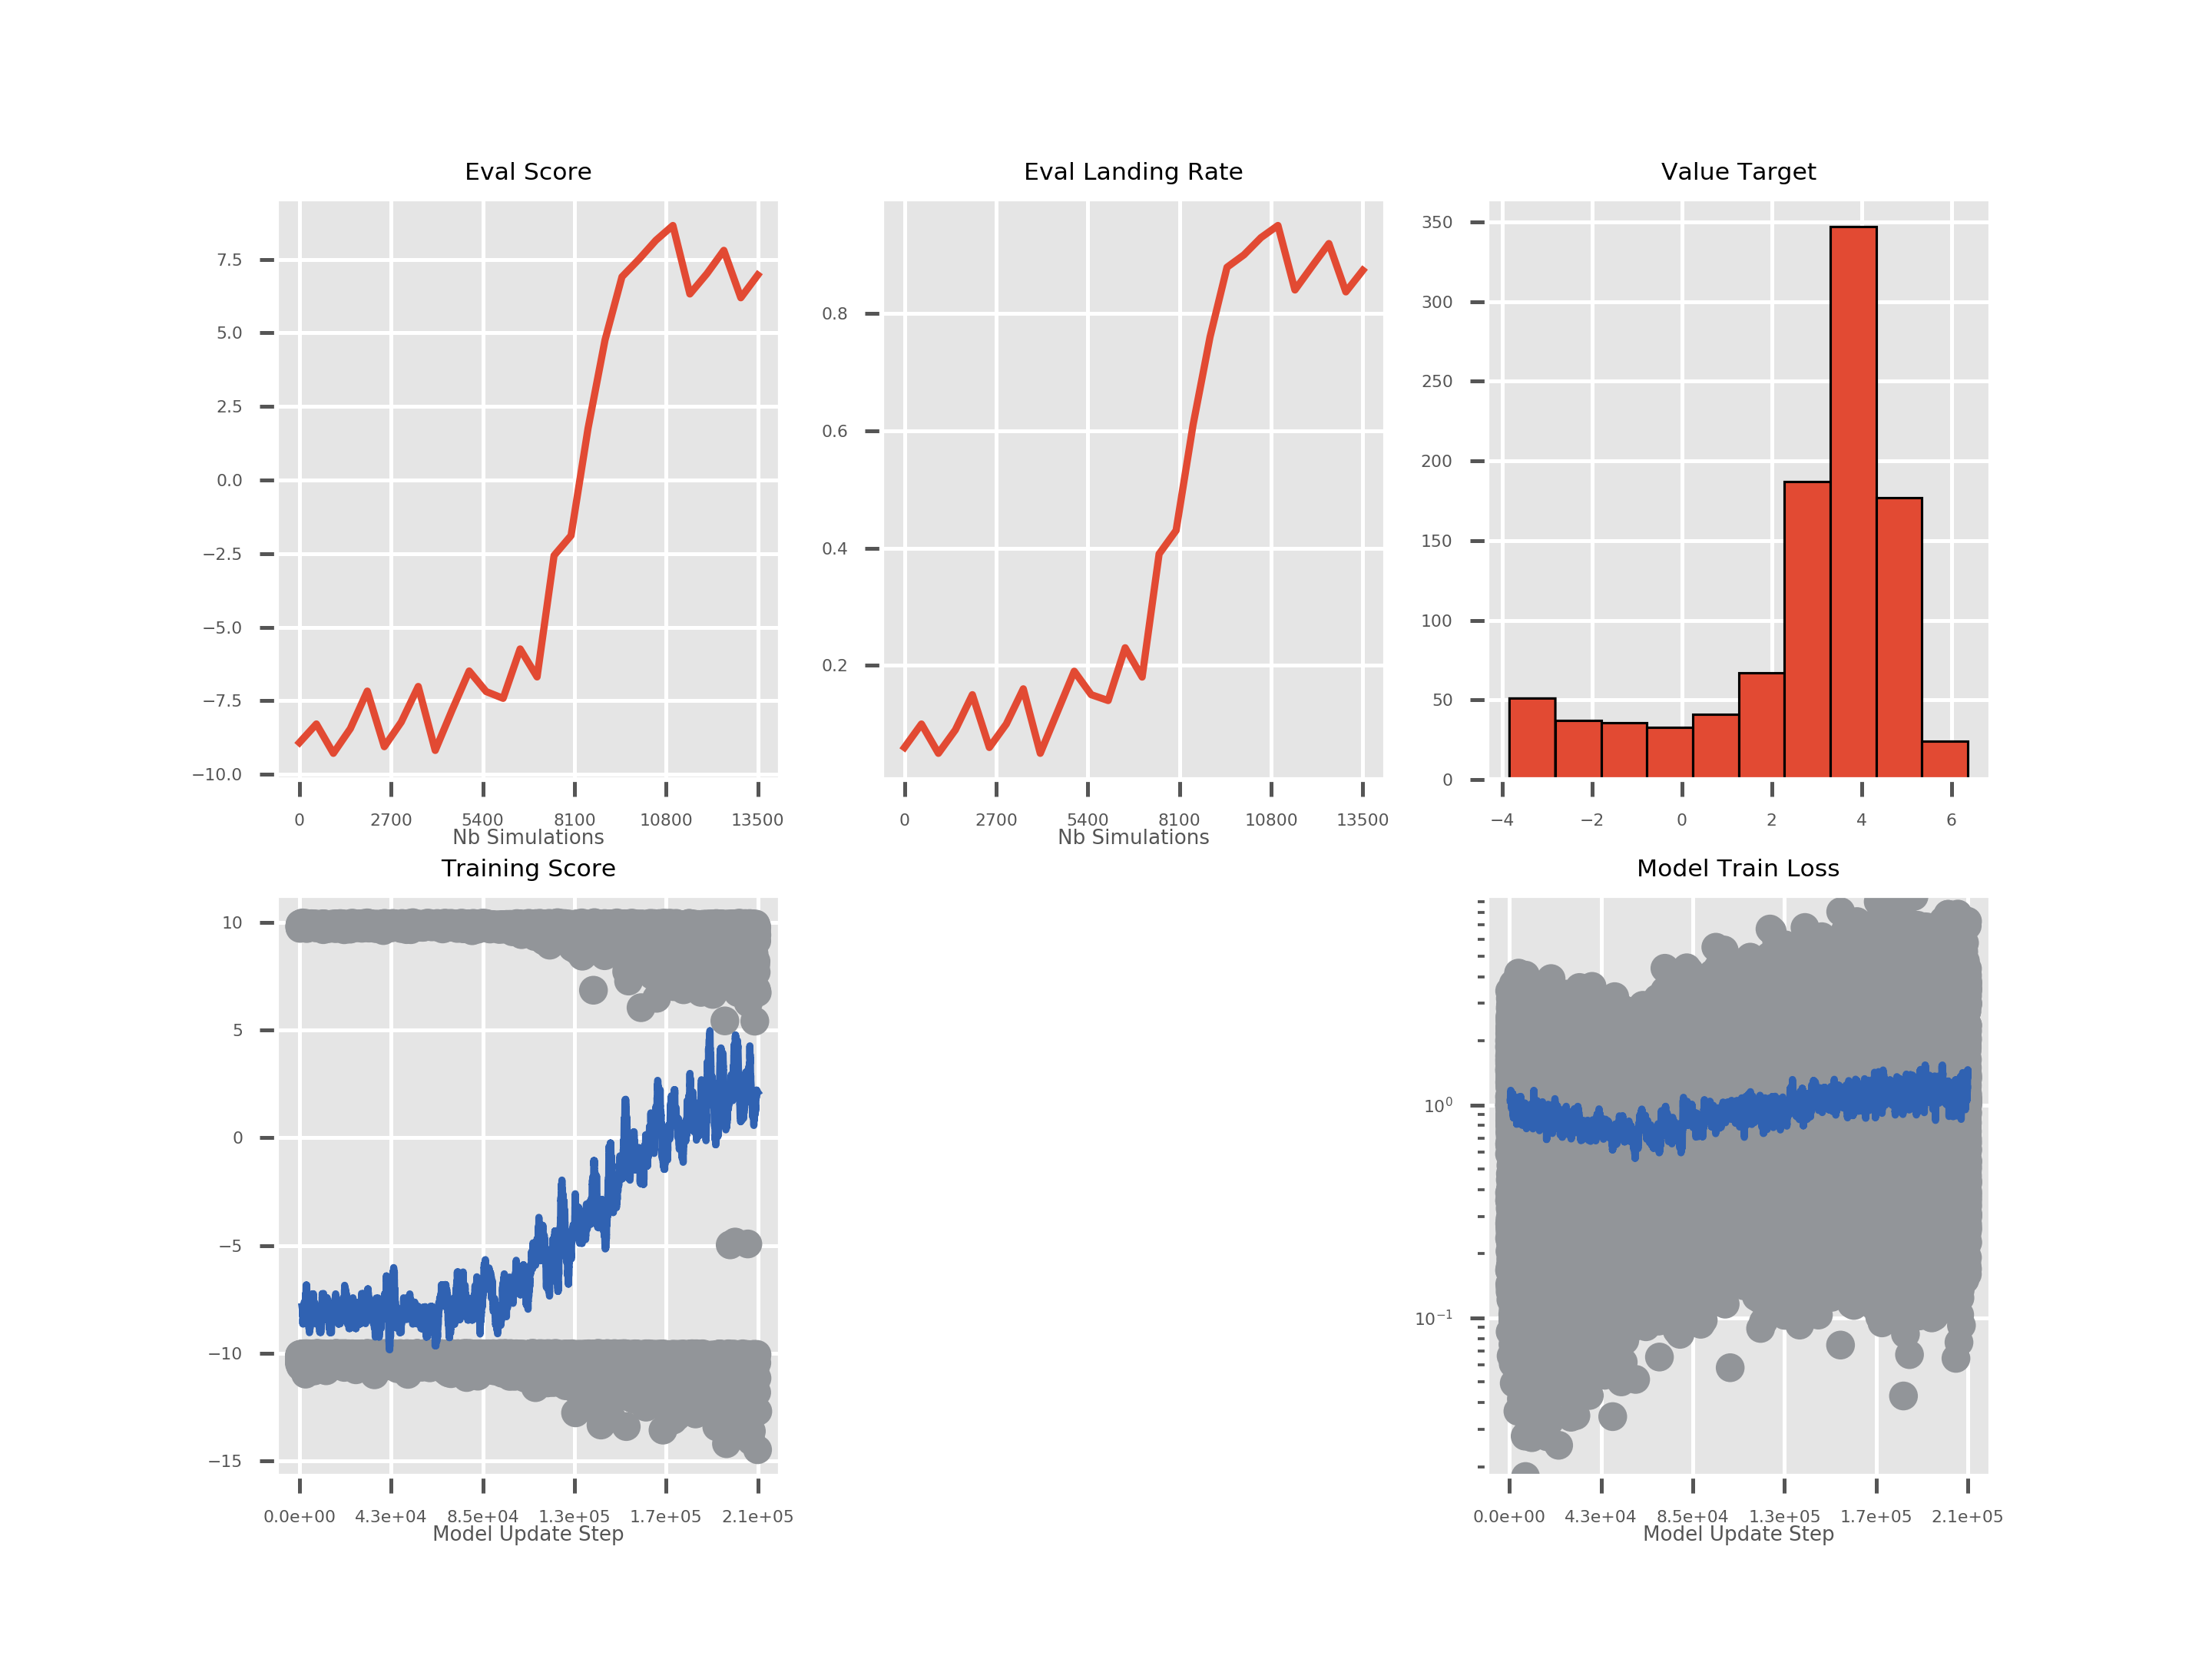 Eval Score
Eval Landing Rate
Value Target
7.5
5.0
2.5
0.0
−2.5
−5.0
−7.5
−10.0
0 2700 5400 8100 10800 13500
Nb Simulations
0.8
0.6
0.4
0.2
0 2700 5400 8100 10800 13500
Nb Simulations
350
300
250
200
150
100
50
0
−4 −2 0 2 4 6
Training Score
Model Train Loss
10
5
0
−5
−10
−15
0.0e+00 4.3e+04 8.5e+04 1.3e+05 1.7e+05 2.1e+05
Model Update Step
10⁰
10⁻¹
0.0e+00 4.3e+04 8.5e+04 1.3e+05 1.7e+05 2.1e+05
Model Update Step